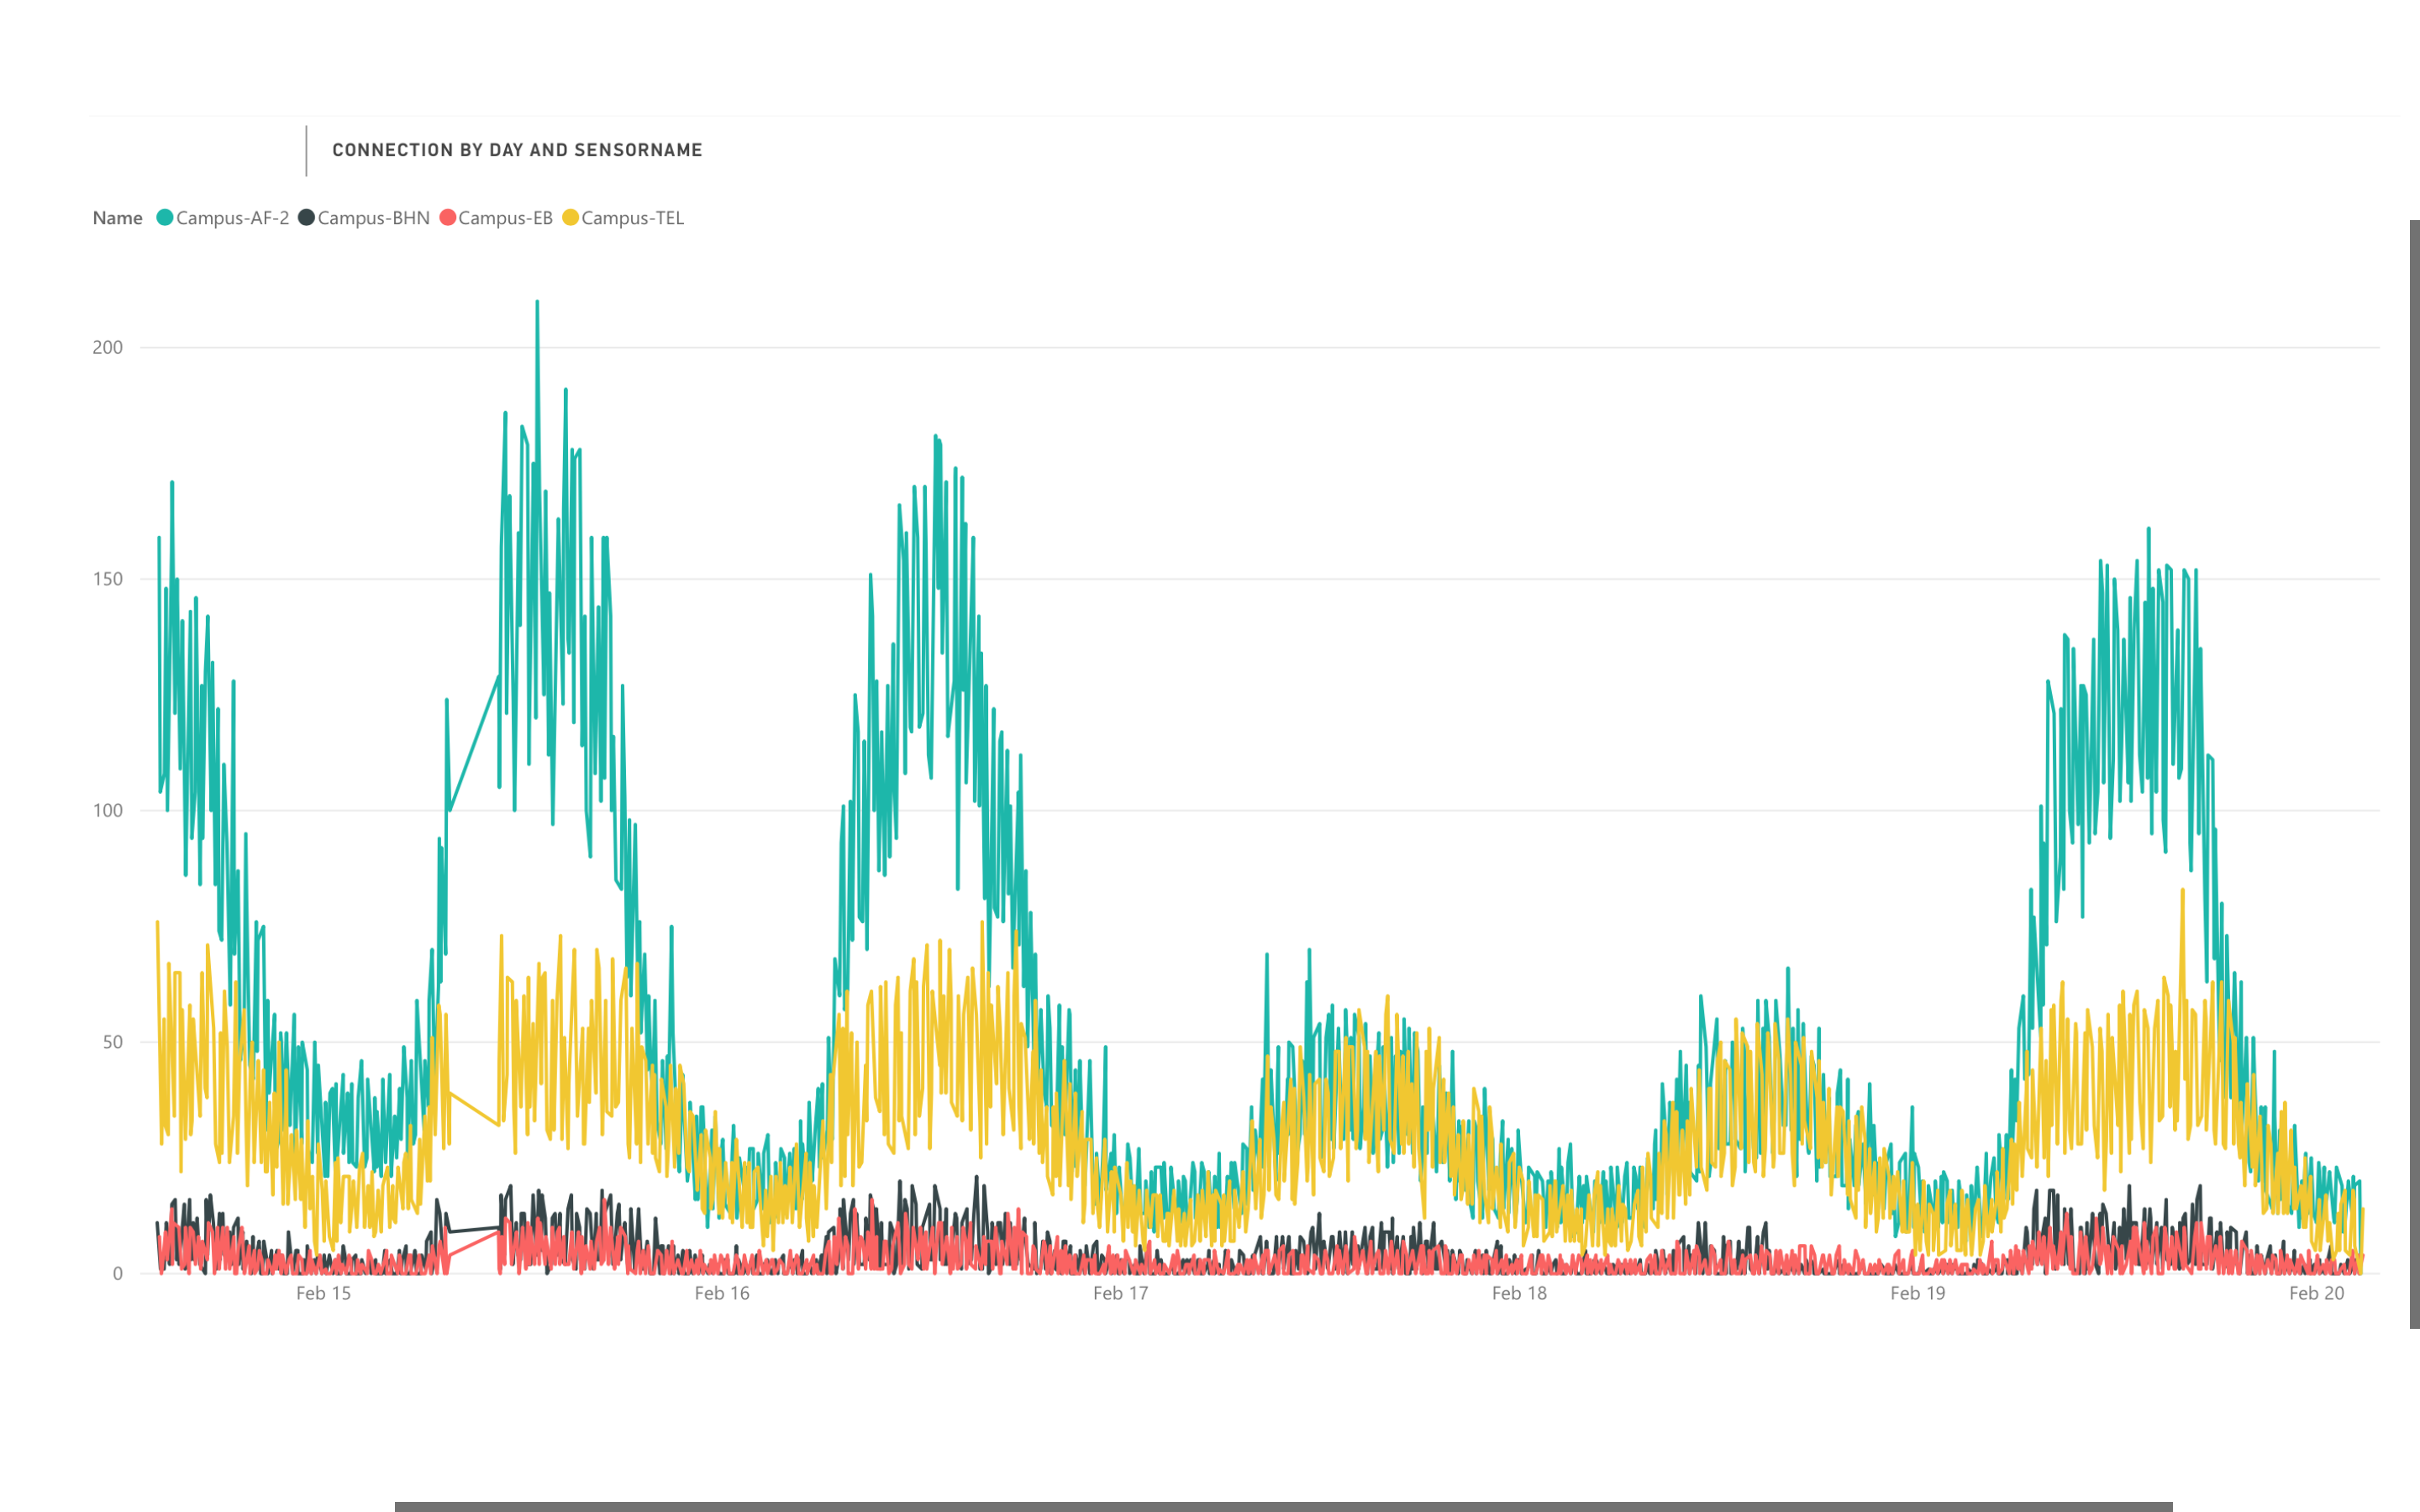 CONNECTION BY DAY AND SENSORNAME
Name Campus-AF-2 Campus-BHN Campus-EB Campus-TEL
200
150
100
50
0
Feb 15 Feb 16 Feb 17 Feb 18 Feb 19 Feb 20